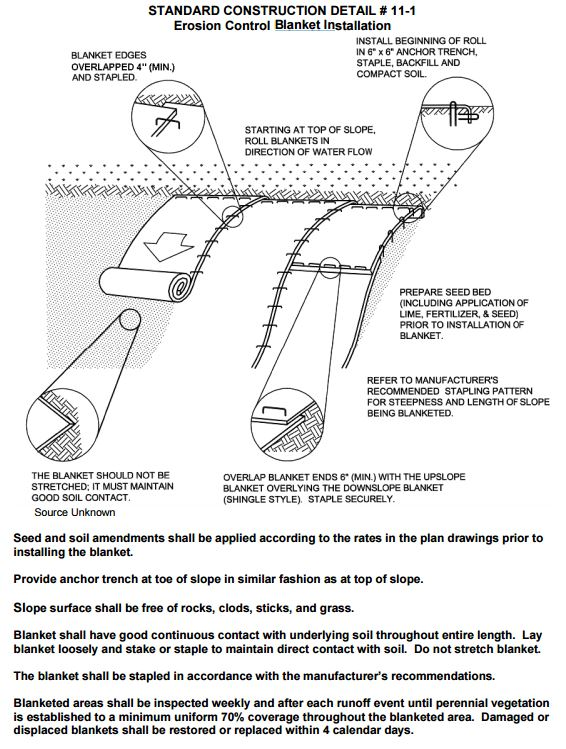 STANDARD CONSTRUCTION DETAIL # 11-1
Erosion Control Blanket Installation
INSTALL BEGINNING OF ROLL
IN 6" x 6" ANCHOR TRENCH,
STAPLE, BACKFILL AND
COMPACT SOIL.
BLANKET EDGES
OVERLAPPED 4" (MIN.)
AND STAPLED.
STARTING AT TOP OF SLOPE,
ROLL BLANKETS IN
DIRECTION OF WATER FLOW
PREPARE SEED BED
(INCLUDING APPLICATION OF
LIME, FERTILIZER, & SEED)
PRIOR TO INSTALLATION OF
BLANKET.
REFER TO MANUFACTURER'S
RECOMMENDED STAPLING PATTERN
FOR STEEPNESS AND LENGTH OF SLOPE
BEING BLANKETED.
THE BLANKET SHOULD NOT BE
STRETCHED; IT MUST MAINTAIN
GOOD SOIL CONTACT.
OVERLAP BLANKET ENDS 6" (MIN.) WITH THE UPSLOPE
BLANKET OVERLYING THE DOWNSLOPE BLANKET
(SHINGLE STYLE). STAPLE SECURELY.
Source Unknown
Seed and soil amendments shall be applied according to the rates in the plan drawings prior to
installing the blanket.
Provide anchor trench at toe of slope in similar fashion as at top of slope.
Slope surface shall be free of rocks, clods, sticks, and grass.
Blanket shall have good continuous contact with underlying soil throughout entire length. Lay
blanket loosely and stake or staple to maintain direct contact with soil. Do not stretch blanket.
The blanket shall be stapled in accordance with the manufacturer's recommendations.
Blanketed areas shall be inspected weekly and after each runoff event until perennial vegetation
is established to a minimum uniform 70% coverage throughout the blanketed area. Damaged or
displaced blankets shall be restored or replaced within 4 calendar days.